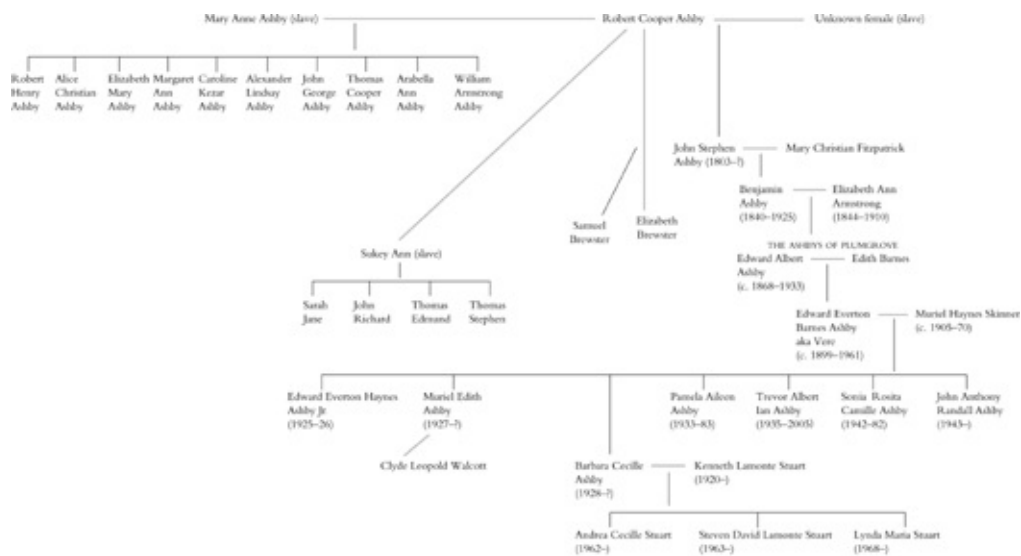 Mary Anne Ashby (slave)
Robert Cooper Ashby
Unknown female (slave)
Robert
Henry
Ashby
Alice
Christian
Ashby
Elizabeth
Mary
Ashby
Margaret
Ann
Ashby
Caroline
Kezar
Ashby
Alexander
Lindsay
Ashby
John
George
Ashby
Thomas
Cooper
Ashby
Arabella
Ann
Ashby
William
Armstrong
Ashby
John Stephen
Ashby (1803–?)
Mary Christian Fitzpatrick
Benjamin
Ashby
(1840–1925)
Elizabeth Ann
Armstrong
(1844–1910)
Samuel
Brewster
Elizabeth
Brewster
THE ASHBYS OF PLUMGROVE
Sukey Ann (slave)
Edward Albert
Ashby
(c. 1868–1933)
Edith Barnes
Sarah
Jane
John
Richard
Thomas
Edmund
Thomas
Stephen
Edward Everton
Barnes Ashby
aka Vere
(c. 1899–1961)
Muriel Haynes Skinner
(c. 1905–70)
Edward Everton Haynes
Ashby Jr
(1925–26)
Muriel Edith
Ashby
(1927–?)
Pamela Aileen
Ashby
(1933–83)
Trevor Albert
Ian Ashby
(1935–2005)
Sonia Rosita
Camille Ashby
(1942–82)
John Anthony
Randall Ashby
(1943–)
Clyde Leopold Walcott
Barbara Cecille
Ashby
(1928–?)
Kenneth Lamonte Stuart
(1920–)
Andrea Cecille Stuart
(1962–)
Steven David Lamonte Stuart
(1963–)
Lynda Maria Stuart
(1968–)